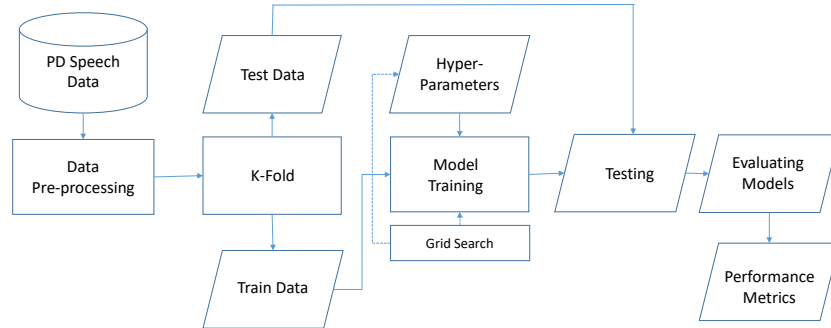 PD Speech
Data
Test Data
Hyper-
Parameters
Data
Pre-processing
K-Fold
Model
Training
Testing
Evaluating
Models
Grid Search
Train Data
Performance
Metrics